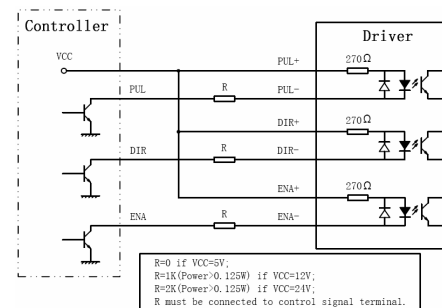 Controller
Driver
VCC
PUL+
270Ω
PUL
R
PUL-
DIR+
270Ω
DIR
R
DIR-
ENA+
270Ω
ENA
R
ENA-
R=0 if VCC=5V;
R=1K(Power>0.125W) if VCC=12V;
R=2K(Power>0.125W) if VCC=24V;
R must be connected to control signal terminal.